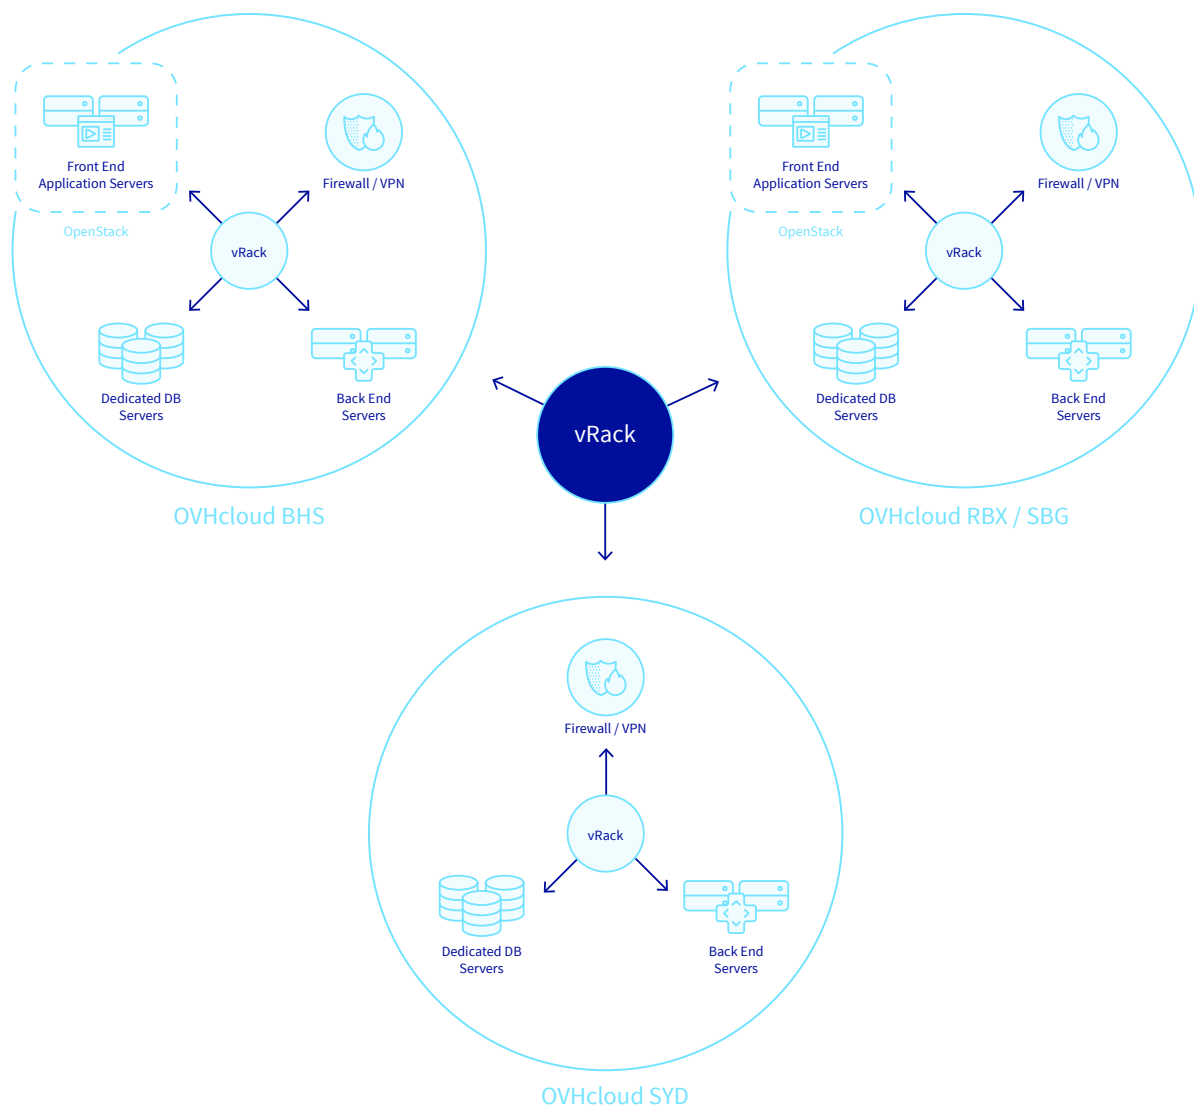 Front End
Application Servers
OpenStack
Firewall / VPN
vRack
Dedicated DB
Servers
Back End
Servers
OVHcloud BHS
Front End
Application Servers
OpenStack
Firewall / VPN
vRack
Dedicated DB
Servers
Back End
Servers
OVHcloud RBX / SBG
vRack
Firewall / VPN
vRack
Dedicated DB
Servers
Back End
Servers
OVHcloud SYD